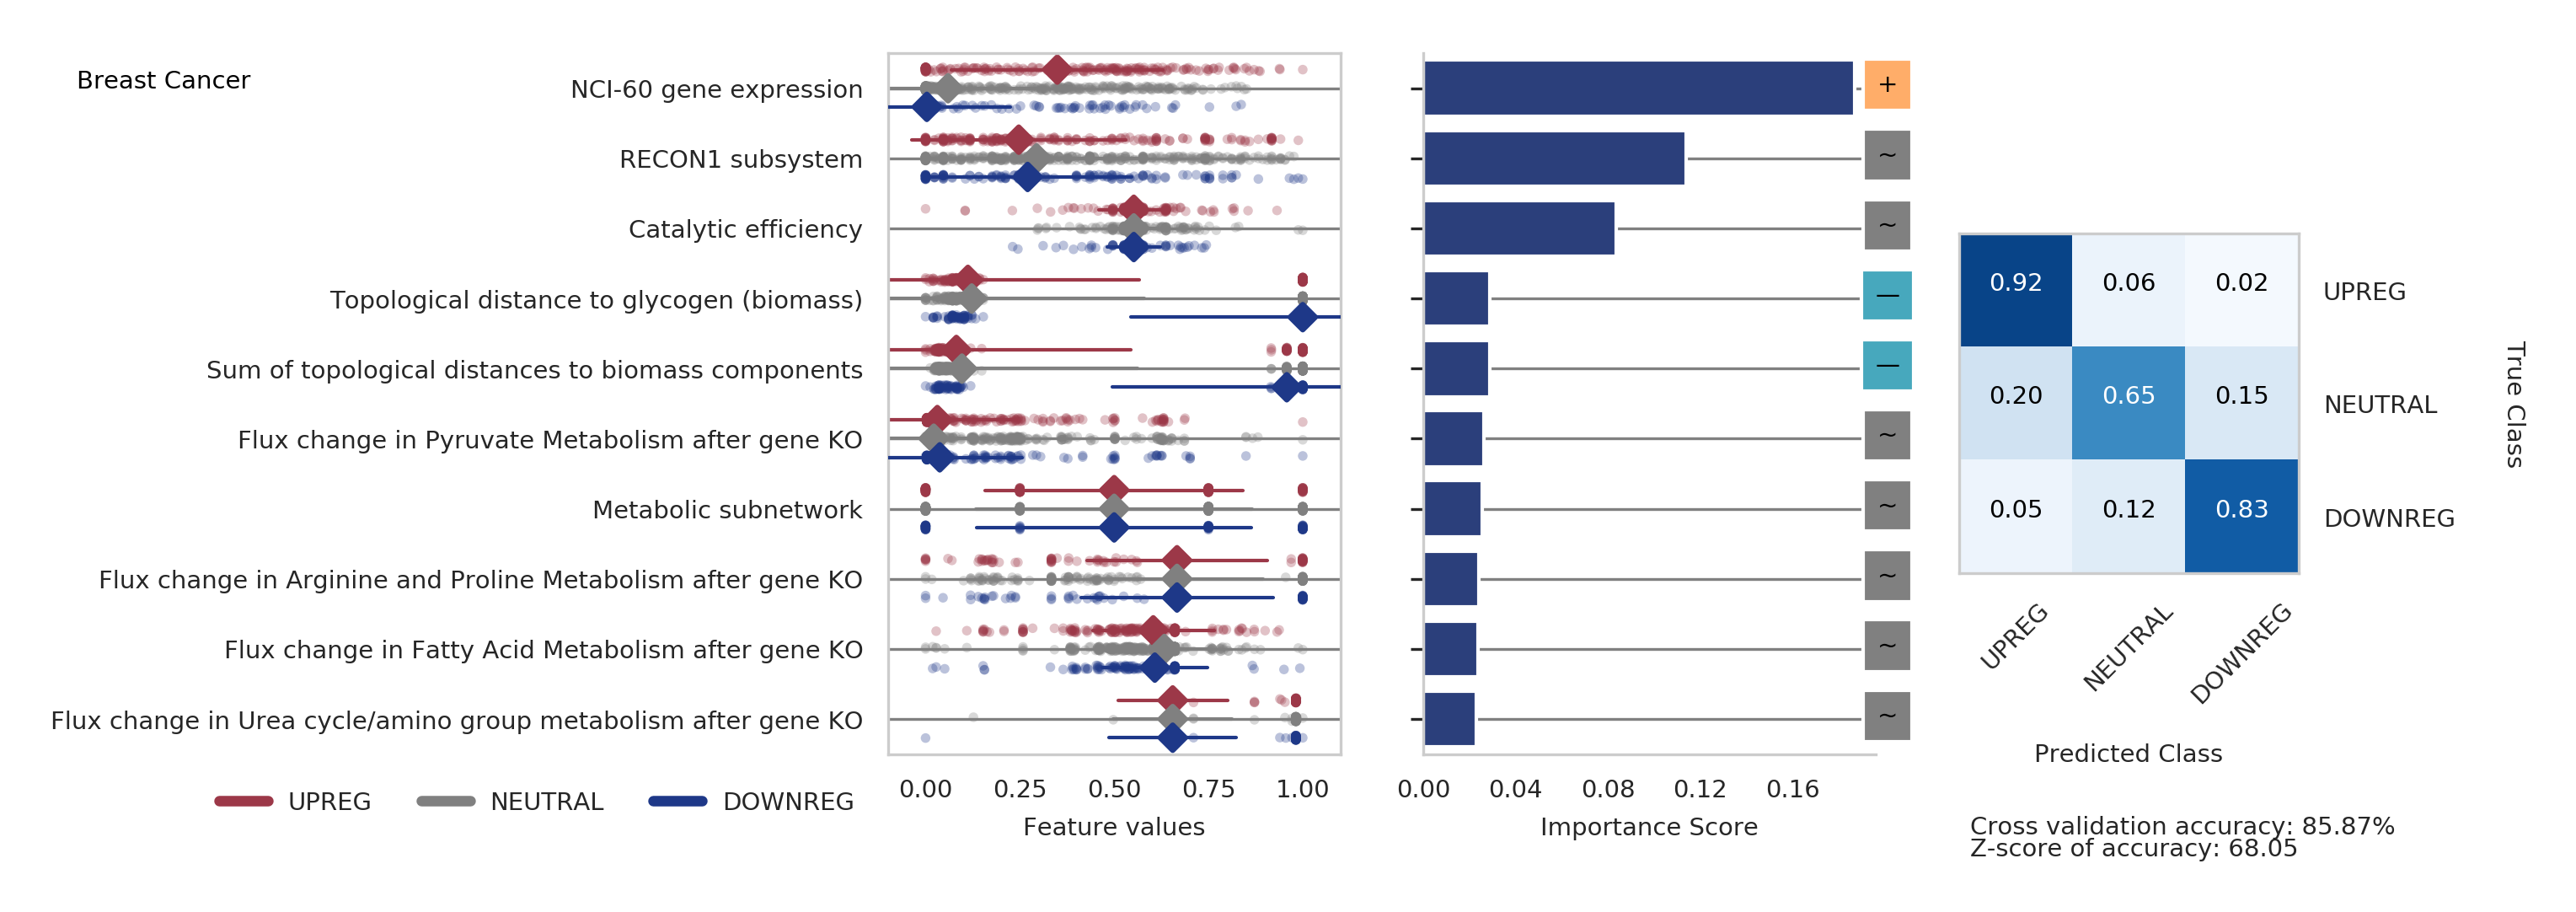 Breast Cancer
NCI-60 gene expression
RECON1 subsystem
Catalytic efficiency
Topological distance to glycogen (biomass)
Sum of topological distances to biomass components
Flux change in Pyruvate Metabolism after gene KO
Metabolic subnetwork
Flux change in Arginine and Proline Metabolism after gene KO
Flux change in Fatty Acid Metabolism after gene KO
Flux change in Urea cycle/amino group metabolism after gene KO
UPREG NEUTRAL DOWNREG
0.00 0.25 0.50 0.75 1.00
Feature values
+
~
~
—
—
~
~
~
~
~
0.00 0.04 0.08 0.12 0.16
Importance Score
0.92 0.06 0.02 UPREG
0.20 0.65 0.15 NEUTRAL
0.05 0.12 0.83 DOWNREG
True Class
UPREG NEUTRAL DOWNREG
Predicted Class
Cross validation accuracy: 85.87%
Z-score of accuracy: 68.05